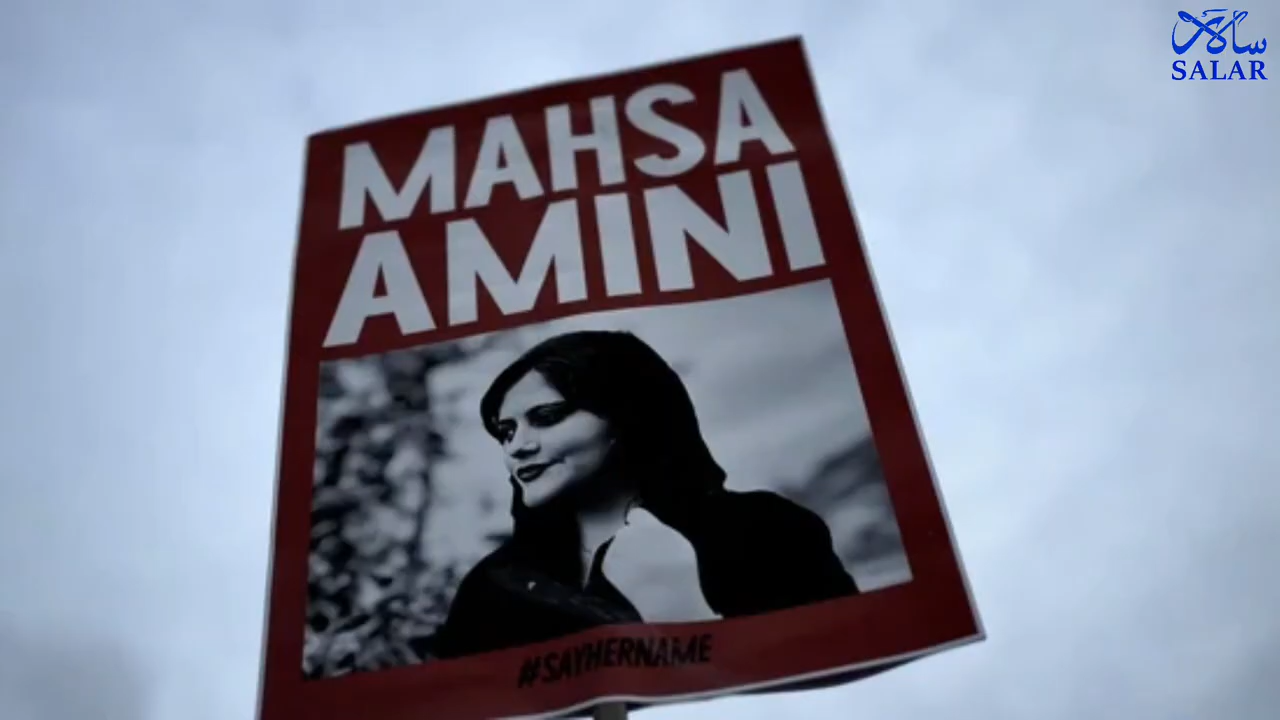 سالار
SALAR
MAHSA
AMINI
#SAYHERNAME